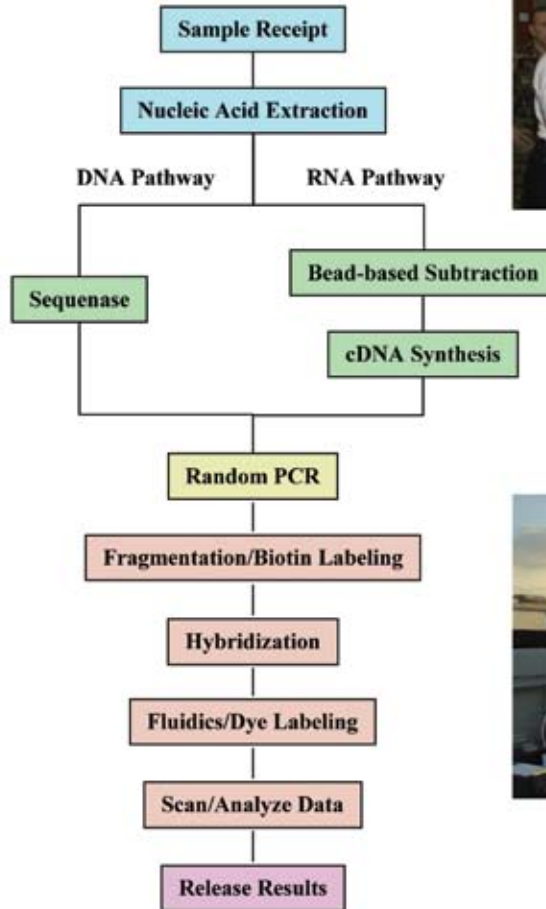 Sample Receipt
Nucleic Acid Extraction
DNA Pathway
RNA Pathway
Sequenase
Bead-based Subtraction
cDNA Synthesis
Random PCR
Fragmentation/Biotin Labeling
Hybridization
Fluidics/Dye Labeling
Scan/Analyze Data
Release Results